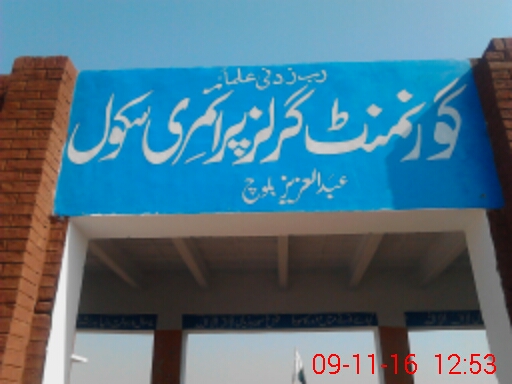 رب زدنی علما
گورنمنٹ گرلز پرائمری سکول
عبدالعزیز بلوچ
09-11-16 12:53